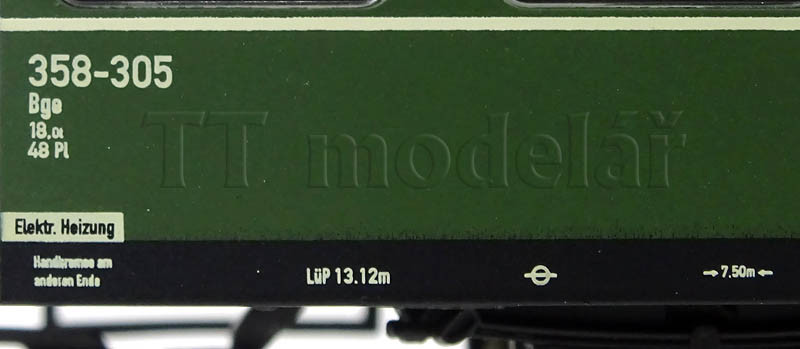 358-305
Bge
18,α
48 Pl
TT modelář
Elektr. Heizung
Handbremse am
anderen Ende
LüP 13.12m
7,50m